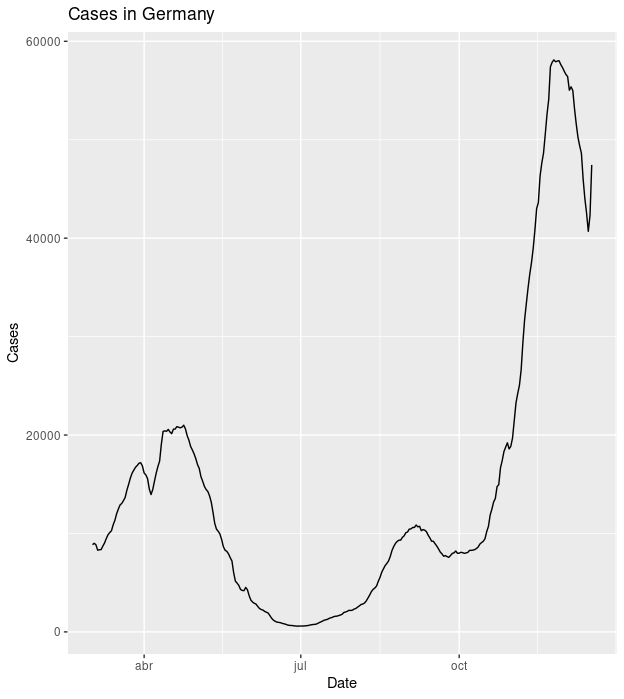 Cases in Germany
60000
40000
20000
0
Cases
abr jul oct
Date